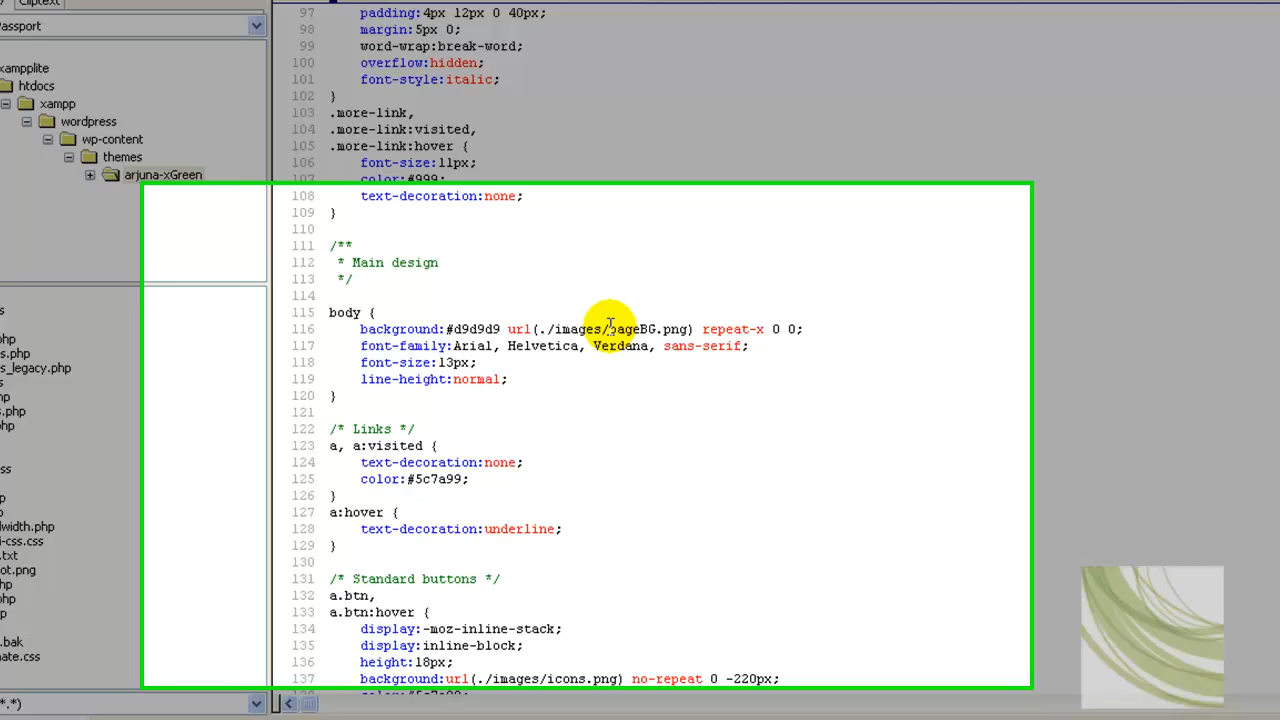 Cliptext
assport
xampplite
htdocs
xampp
wordpress
wp-content
themes
arjuna-xGreen
s
php
s.php
s_legacy.php
s
hp
s.php
hp
ss
p
p
dwidth.php
i-css.css
.txt
ot.png
hp
php
p
.bak
nate.css
*.*)
97 padding:4px 12px 0 40px;
98 margin:5px 0;
99 word-wrap:break-word;
100 overflow:hidden;
101 font-style:italic;
102 }
103 .more-link,
104 .more-link:visited,
105 .more-link:hover {
106 font-size:11px;
107 color:#999;
108 text-decoration:none;
109 }
110
111 /**
112 * Main design
113 */
114
115 body {
116 background:#d9d9d9 url(./images/pageBG.png) repeat-x 0 0;
117 font-family:Arial, Helvetica, Verdana, sans-serif;
118 font-size:13px;
119 line-height:normal;
120 }
121
122 /* Links */
123 a, a:visited {
124 text-decoration:none;
125 color:#5c7a99;
126 }
127 a:hover {
128 text-decoration:underline;
129 }
130
131 /* Standard buttons */
132 a.btn,
133 a.btn:hover {
134 display:-moz-inline-stack;
135 display:inline-block;
136 height:18px;
137 background:url(./images/icons.png) no-repeat 0 -220px;